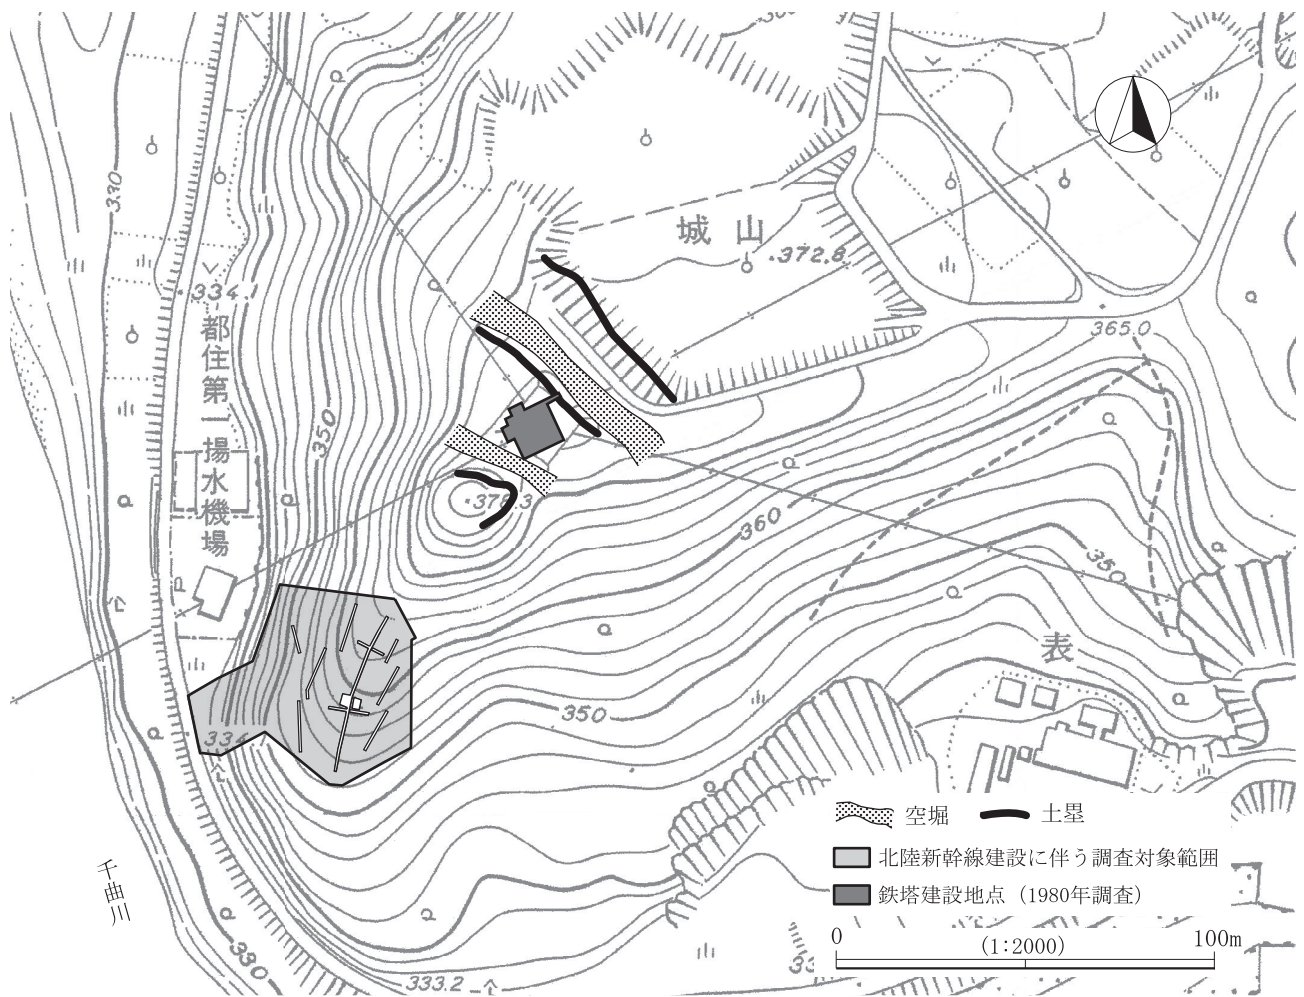 330
城山
.372.8
.334.1
都住第一揚水機場
365.0
350
.376.3
360
350
表
350
334
千曲川
330
333.2
空堀
土塁
北陸新幹線建設に伴う調査対象範囲
鉄塔建設地点（1980年調査）
0
(1:2000)
100m